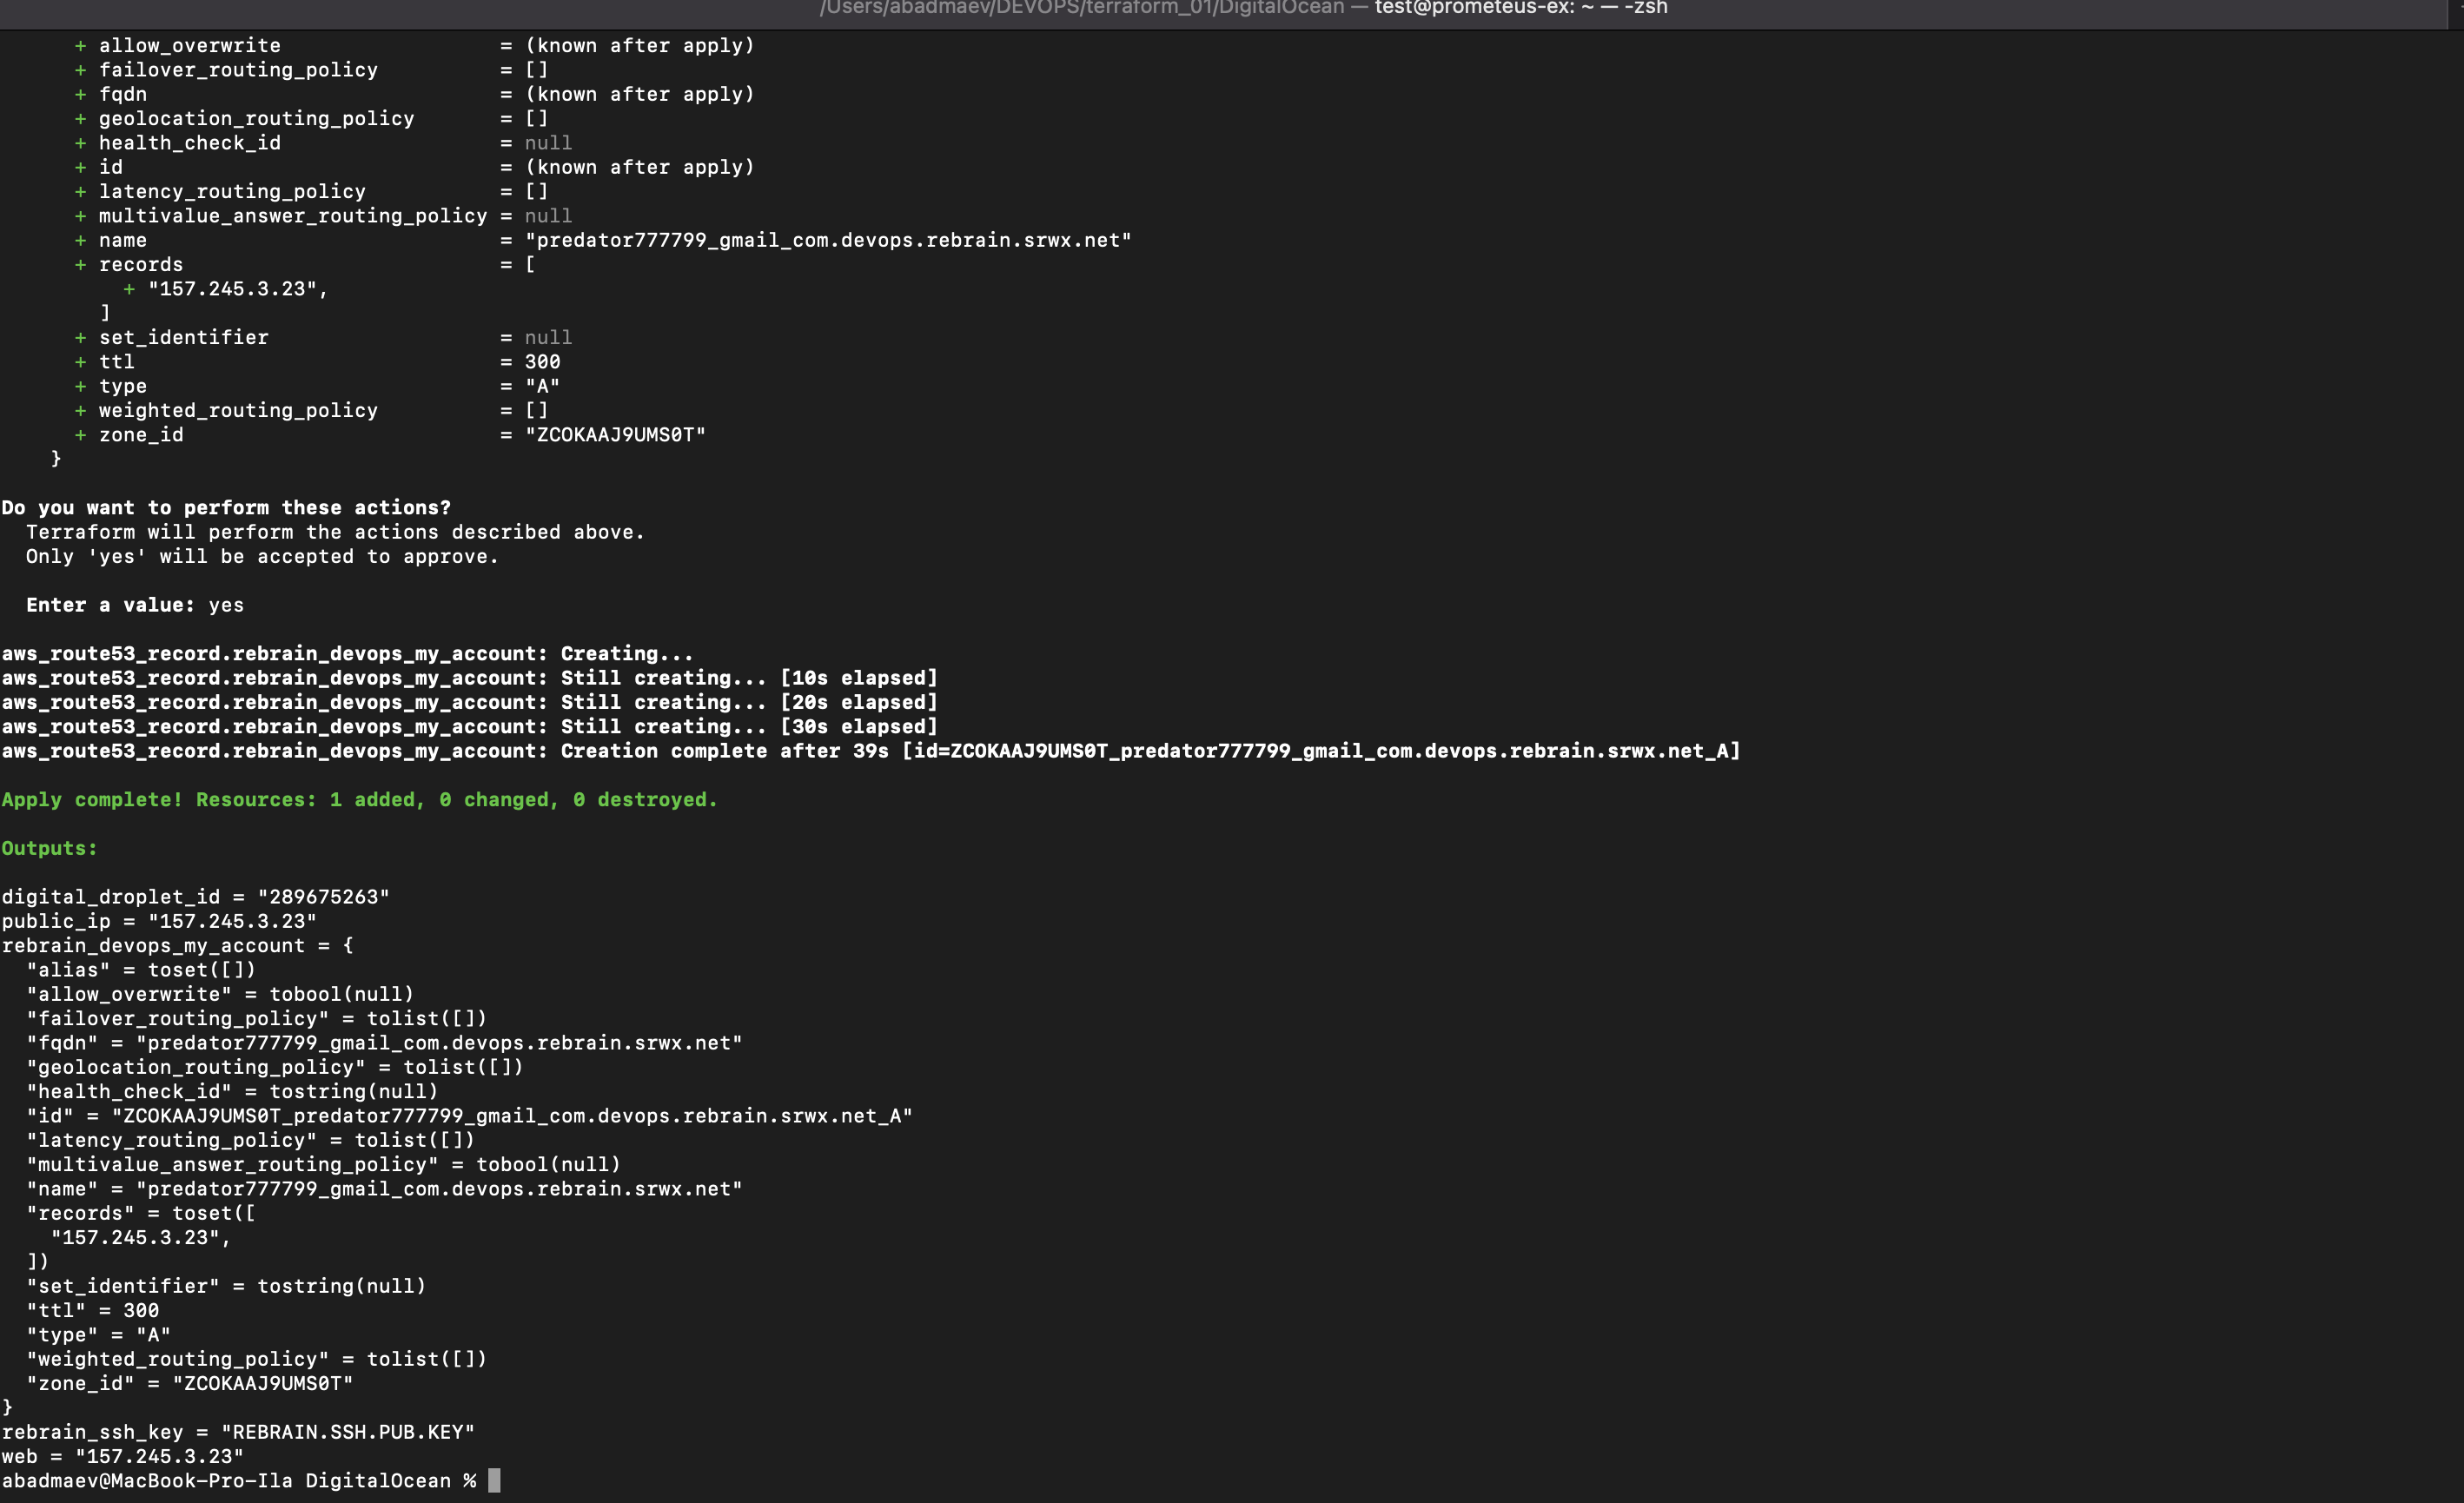 /Users/abadmaev/DEVOPS/terraform_01/DigitalOcean — test@prometeus-ex: ~ — -zsh
+ allow_overwrite = (known after apply)
+ failover_routing_policy = []
+ fqdn = (known after apply)
+ geolocation_routing_policy = []
+ health_check_id = null
+ id = (known after apply)
+ latency_routing_policy = []
+ multivalue_answer_routing_policy = null
+ name = "predator777799_gmail_com.devops.rebrain.srwx.net"
+ records = [
+ "157.245.3.23",
]
+ set_identifier = null
+ ttl = 300
+ type = "A"
+ weighted_routing_policy = []
+ zone_id = "ZCOKAAJ9UMS0T"
}
Do you want to perform these actions?
Terraform will perform the actions described above.
Only 'yes' will be accepted to approve.
Enter a value: yes
aws_route53_record.rebrain_devops_my_account: Creating...
aws_route53_record.rebrain_devops_my_account: Still creating... [10s elapsed]
aws_route53_record.rebrain_devops_my_account: Still creating... [20s elapsed]
aws_route53_record.rebrain_devops_my_account: Still creating... [30s elapsed]
aws_route53_record.rebrain_devops_my_account: Creation complete after 39s [id=ZCOKAAJ9UMS0T_predator777799_gmail_com.devops.rebrain.srwx.net_A]
Apply complete! Resources: 1 added, 0 changed, 0 destroyed.
Outputs:
digital_droplet_id = "289675263"
public_ip = "157.245.3.23"
rebrain_devops_my_account = {
"alias" = toset([])
"allow_overwrite" = tobool(null)
"failover_routing_policy" = tolist([])
"fqdn" = "predator777799_gmail_com.devops.rebrain.srwx.net"
"geolocation_routing_policy" = tolist([])
"health_check_id" = tostring(null)
"id" = "ZCOKAAJ9UMS0T_predator777799_gmail_com.devops.rebrain.srwx.net_A"
"latency_routing_policy" = tolist([])
"multivalue_answer_routing_policy" = tobool(null)
"name" = "predator777799_gmail_com.devops.rebrain.srwx.net"
"records" = toset([
"157.245.3.23",
])
"set_identifier" = tostring(null)
"ttl" = 300
"type" = "A"
"weighted_routing_policy" = tolist([])
"zone_id" = "ZCOKAAJ9UMS0T"
}
rebrain_ssh_key = "REBRAIN.SSH.PUB.KEY"
web = "157.245.3.23"
abadmaev@MacBook-Pro-Ila DigitalOcean %